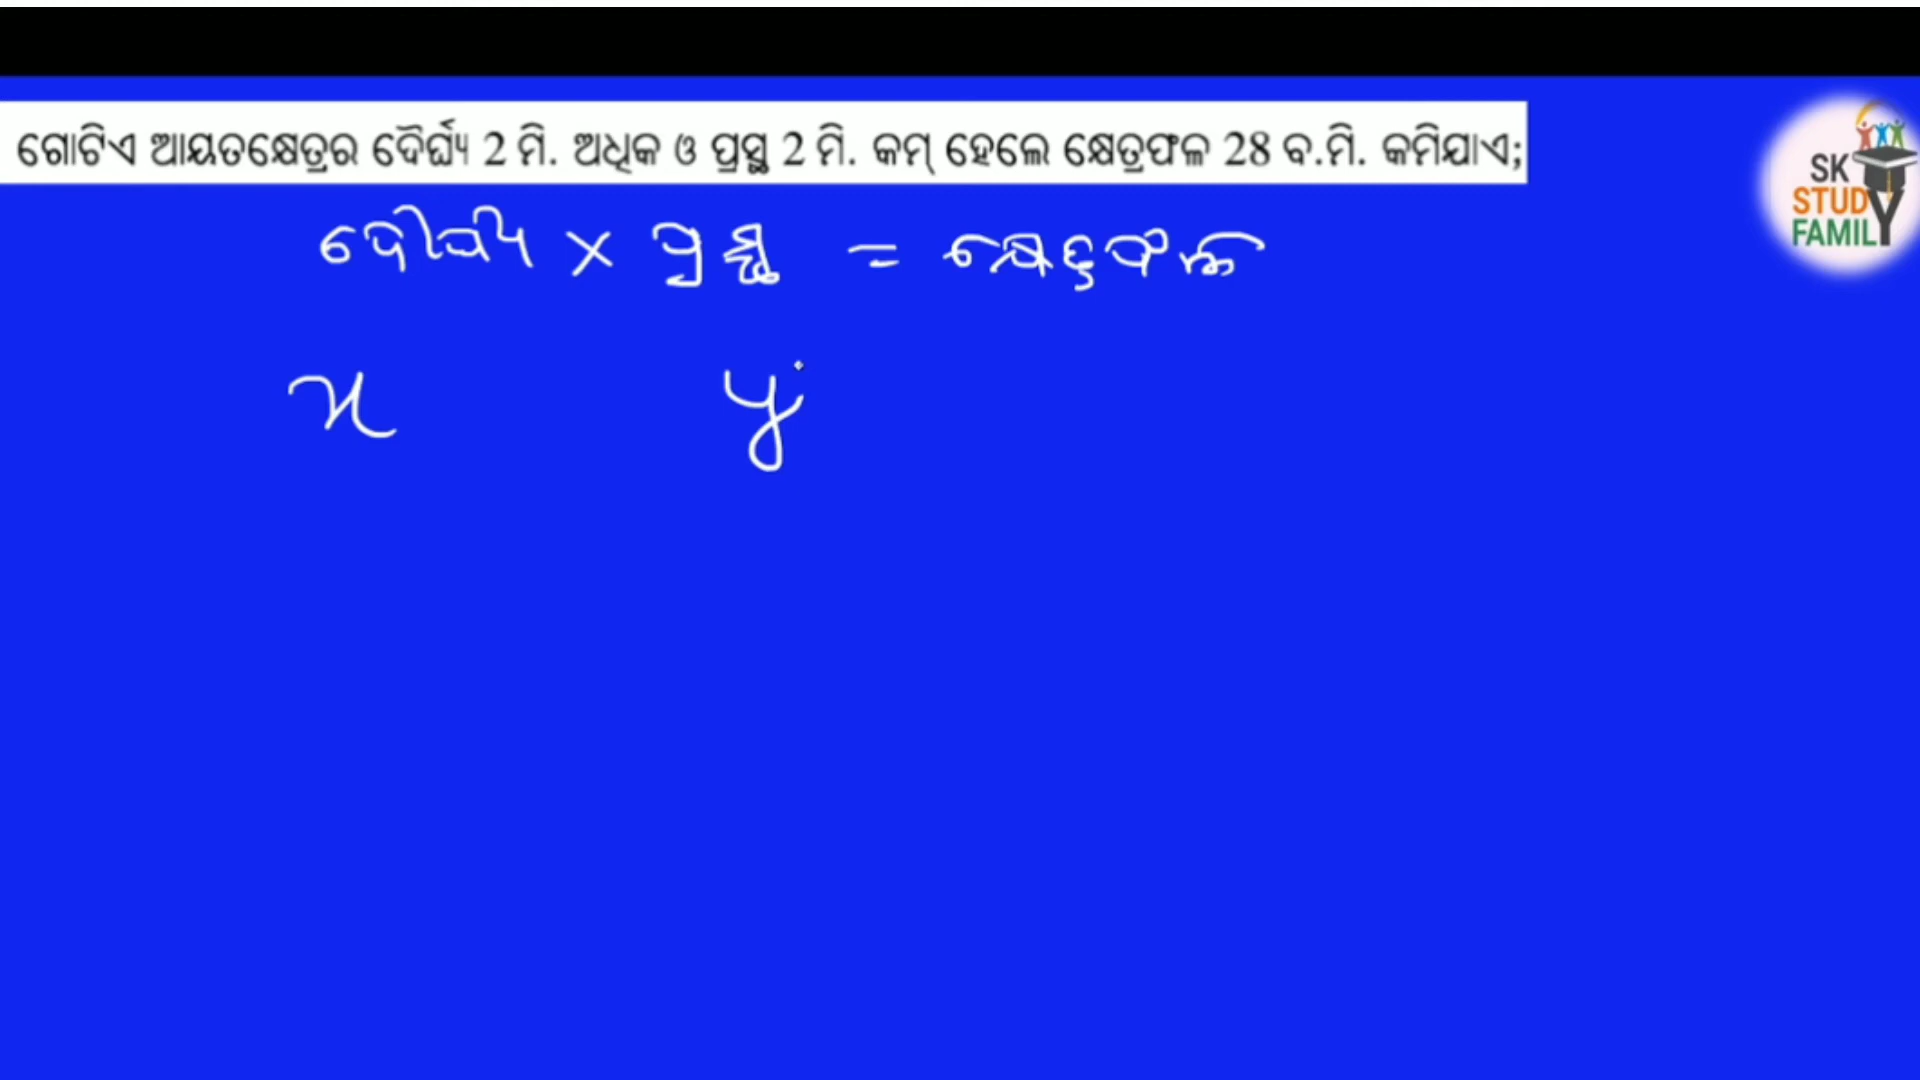 ଗୋଟିଏ ଆୟତକ୍ଷେତ୍ରର ଦୈର୍ଘ୍ୟ 2 ମି. ଅଧିକ ଓ ପ୍ରସ୍ଥ 2 ମି. କମ୍ ହେଲେ କ୍ଷେତ୍ରଫଳ 28 ବ.ମି. କମିଯାଏ;
SK
STUDY
FAMILY
ଦୈର୍ଘ୍ୟ × ପ୍ରସ୍ଥ = କ୍ଷେତ୍ରଫଳ
x y